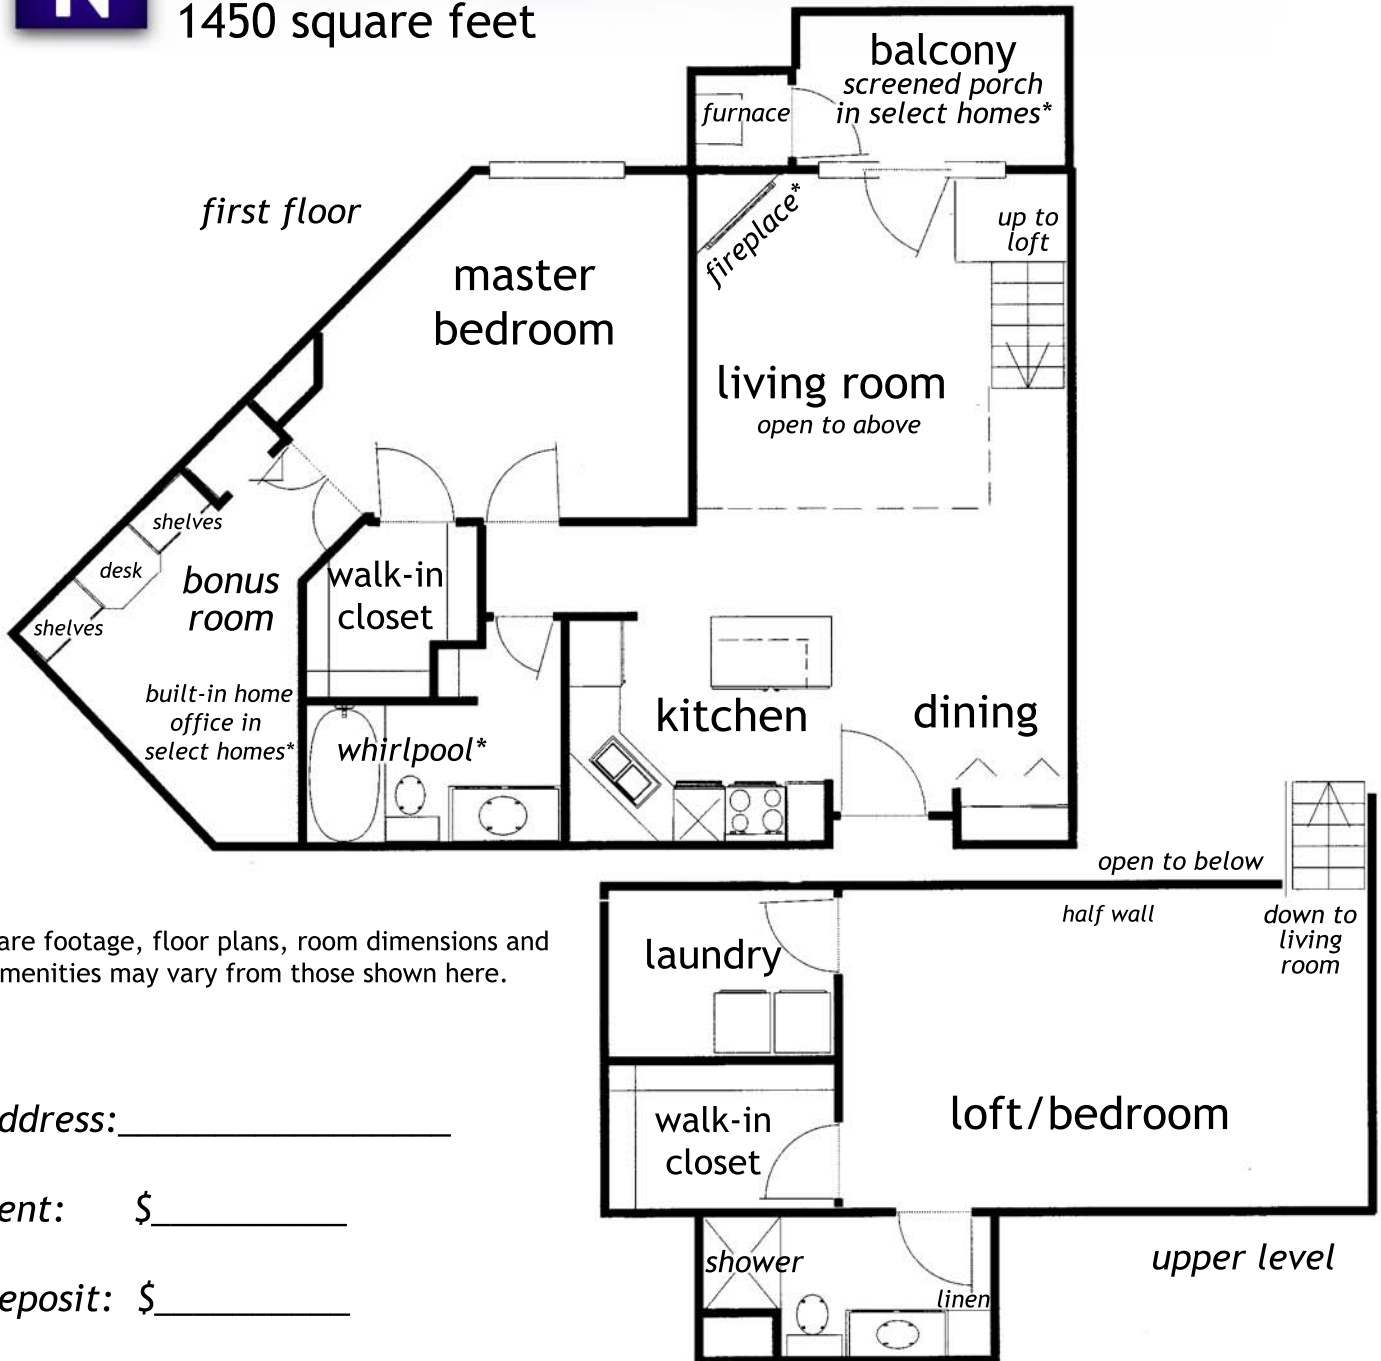 N
1450 square feet
balcony
screened porch
in select homes*
furnace
first floor
fireplace*
up to
loft
master
bedroom
living room
open to above
shelves
desk
shelves
bonus
room
walk-in
closet
built-in home
office in
select homes*
whirlpool*
kitchen
dining
open to below
half wall
down to
living
room
laundry
are footage, floor plans, room dimensions and
menities may vary from those shown here.
walk-in
closet
loft/bedroom
ddress:_________________
ent: $__________
eposit: $__________
shower
linen
upper level